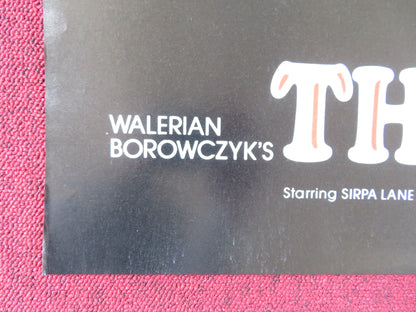 WALERIAN
BOROWCZYK'S
TH
Starring SIRPA LANE